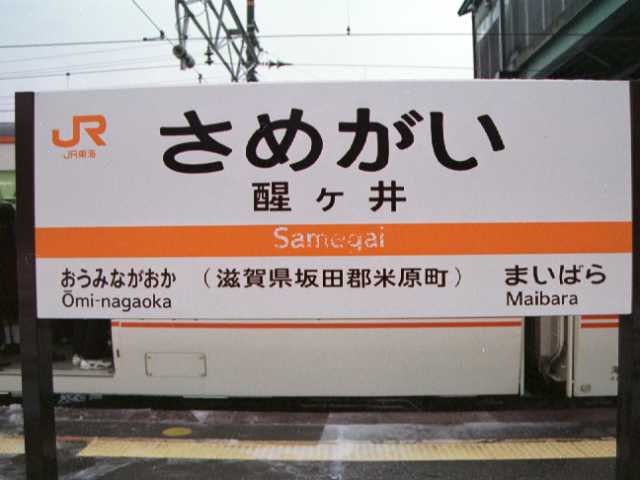 JR
JR東海
さめがい
醒ヶ井
Samegai
おうみながおか
Ōmi-nagaoka
(滋賀県坂田郡米原町)
まいばら
Maibara